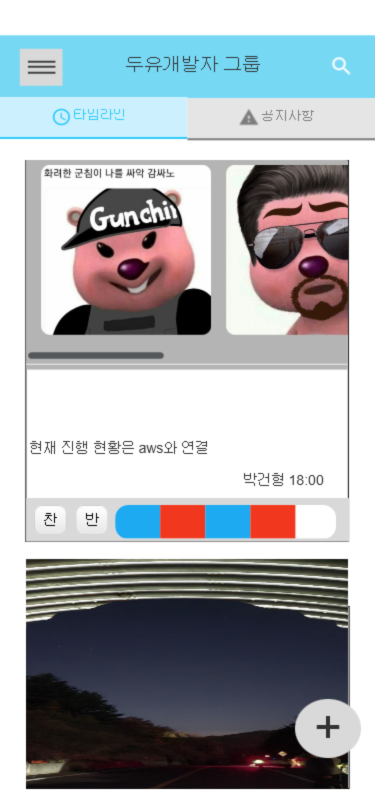 두유개발자 그룹
타임라인
공지사항
화려한 군침이 나를 싸악 감싸노
Gunchin
현재 진행 현황은 aws와 연결
박건형 18:00
찬
반